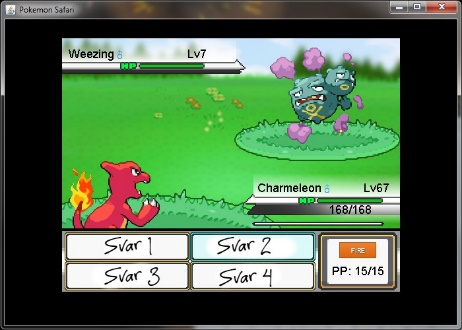 Pokemon Safari
Weezing♂ Lv7
HP
Charmeleon♂ Lv67
HP
168/168
Svar 1 Svar 2
FIRE
PP: 15/15
Svar 3 Svar 4